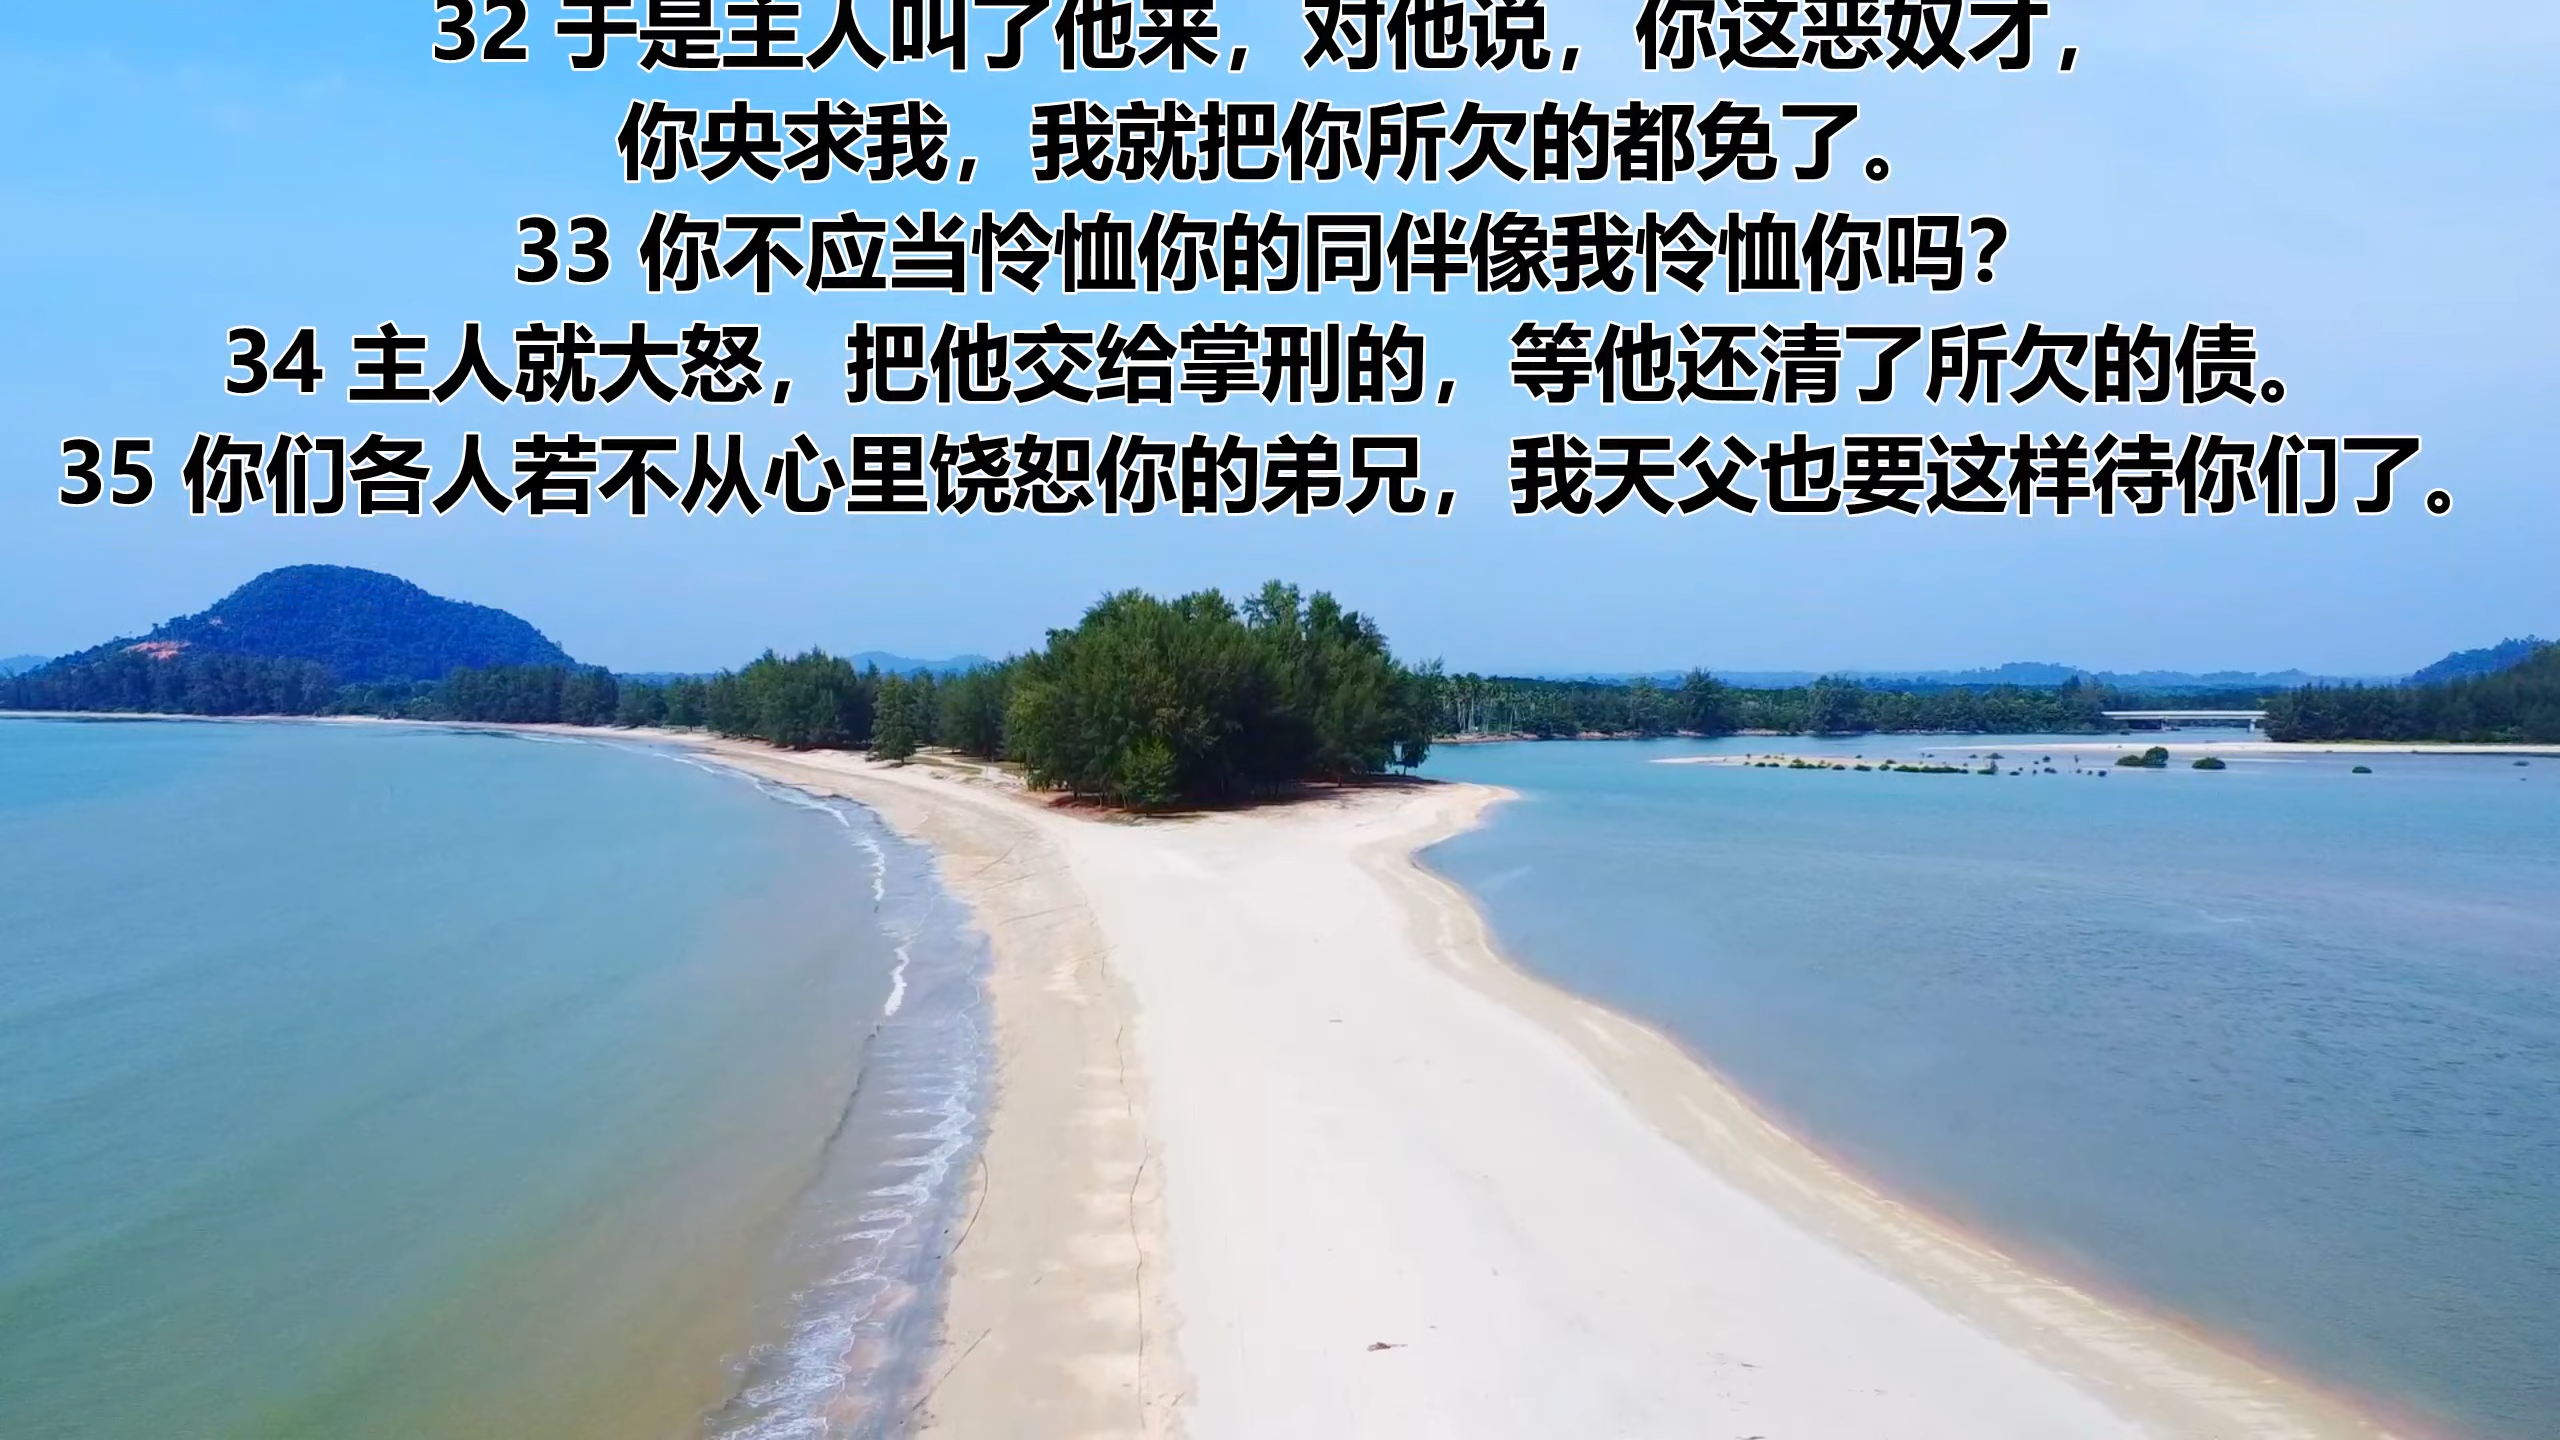 32 于是主人叫了他来，对他说，你这恶奴才，
你央求我，我就把你所欠的都免了。
33 你不应当怜恤你的同伴像我怜恤你吗？
34 主人就大怒，把他交给掌刑的，等他还清了所欠的债。
35 你们各人若不从心里饶恕你的弟兄，我天父也要这样待你们了。